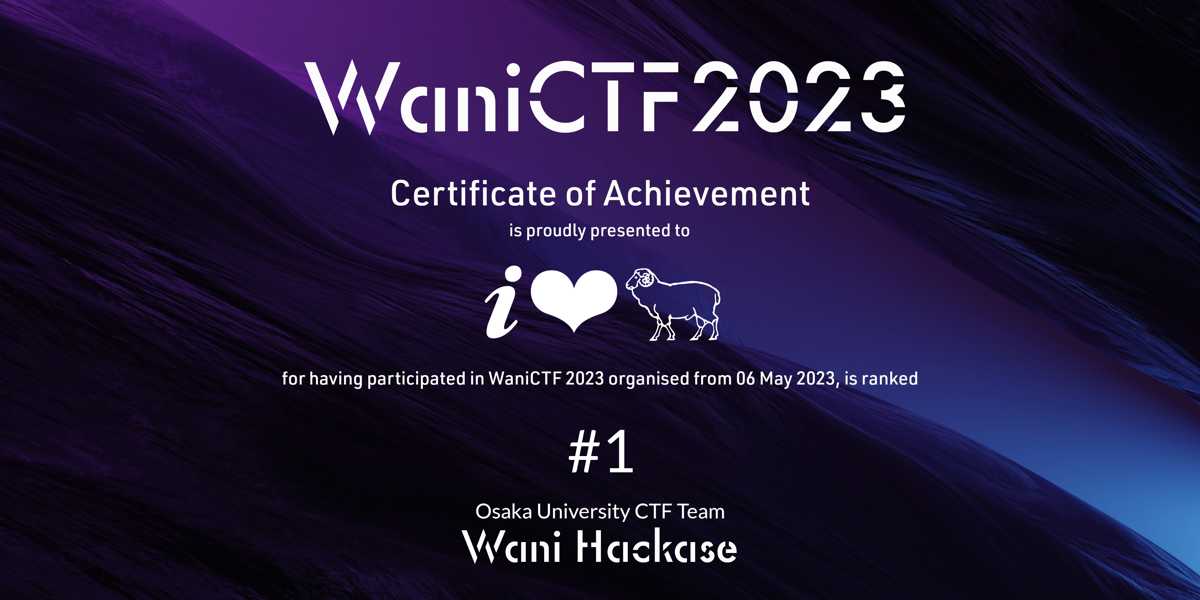 WaniCTF2023
Certificate of Achievement
is proudly presented to
i
for having participated in WaniCTF 2023 organised from 06 May 2023, is ranked
#1
Osaka University CTF Team
Wani Hackase